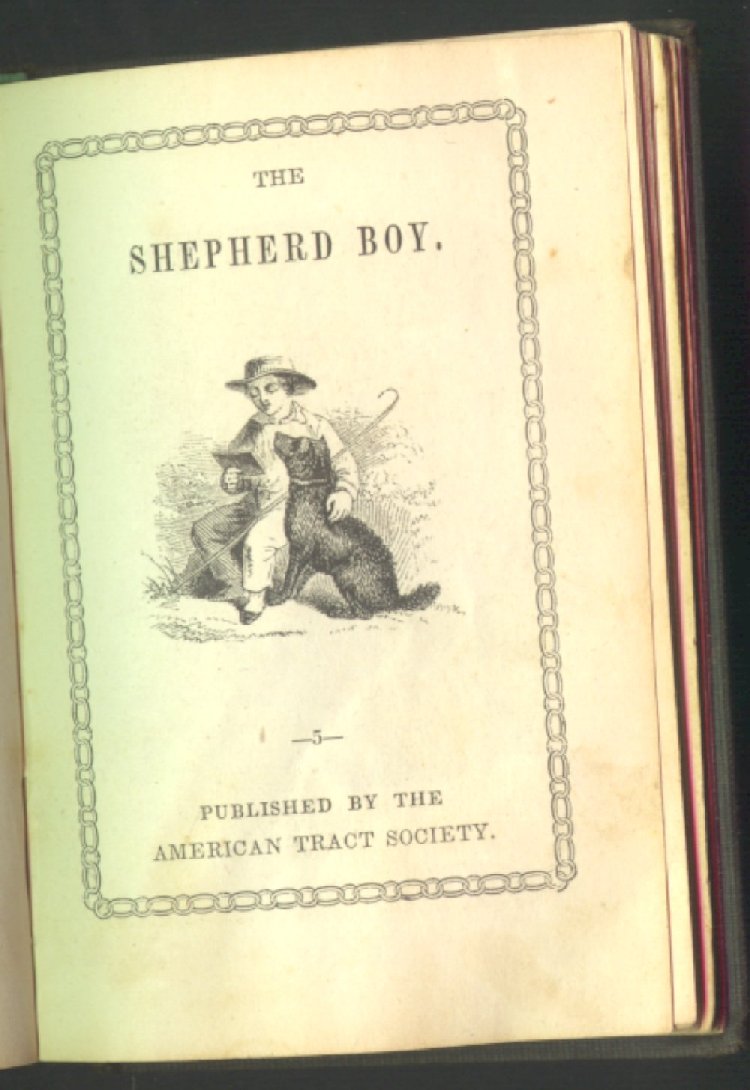 THE
SHEPHERD BOY.
—5—
PUBLISHED BY THE
AMERICAN TRACT SOCIETY.